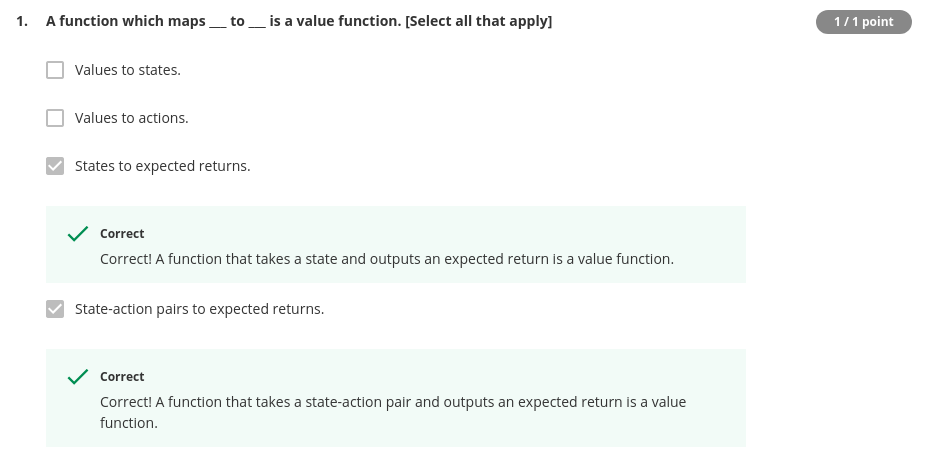 1. A function which maps ___ to ___ is a value function. [Select all that apply]
1 / 1 point
Values to states.
Values to actions.
States to expected returns.
Correct
Correct! A function that takes a state and outputs an expected return is a value function.
State-action pairs to expected returns.
Correct
Correct! A function that takes a state-action pair and outputs an expected return is a value
function.